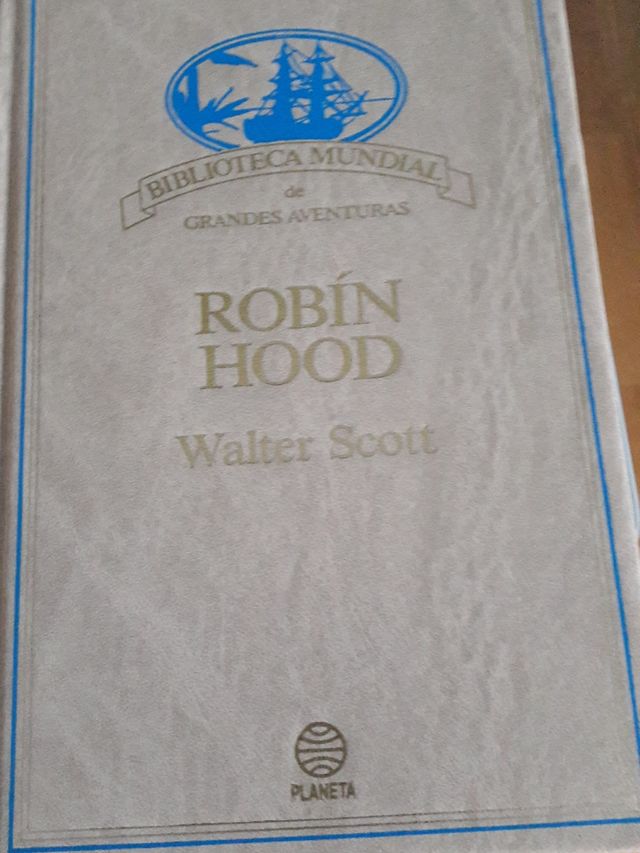 BIBLIOTECA MUNDIAL
de
GRANDES AVENTURAS
ROBÍN
HOOD
Walter Scott
PLANETA